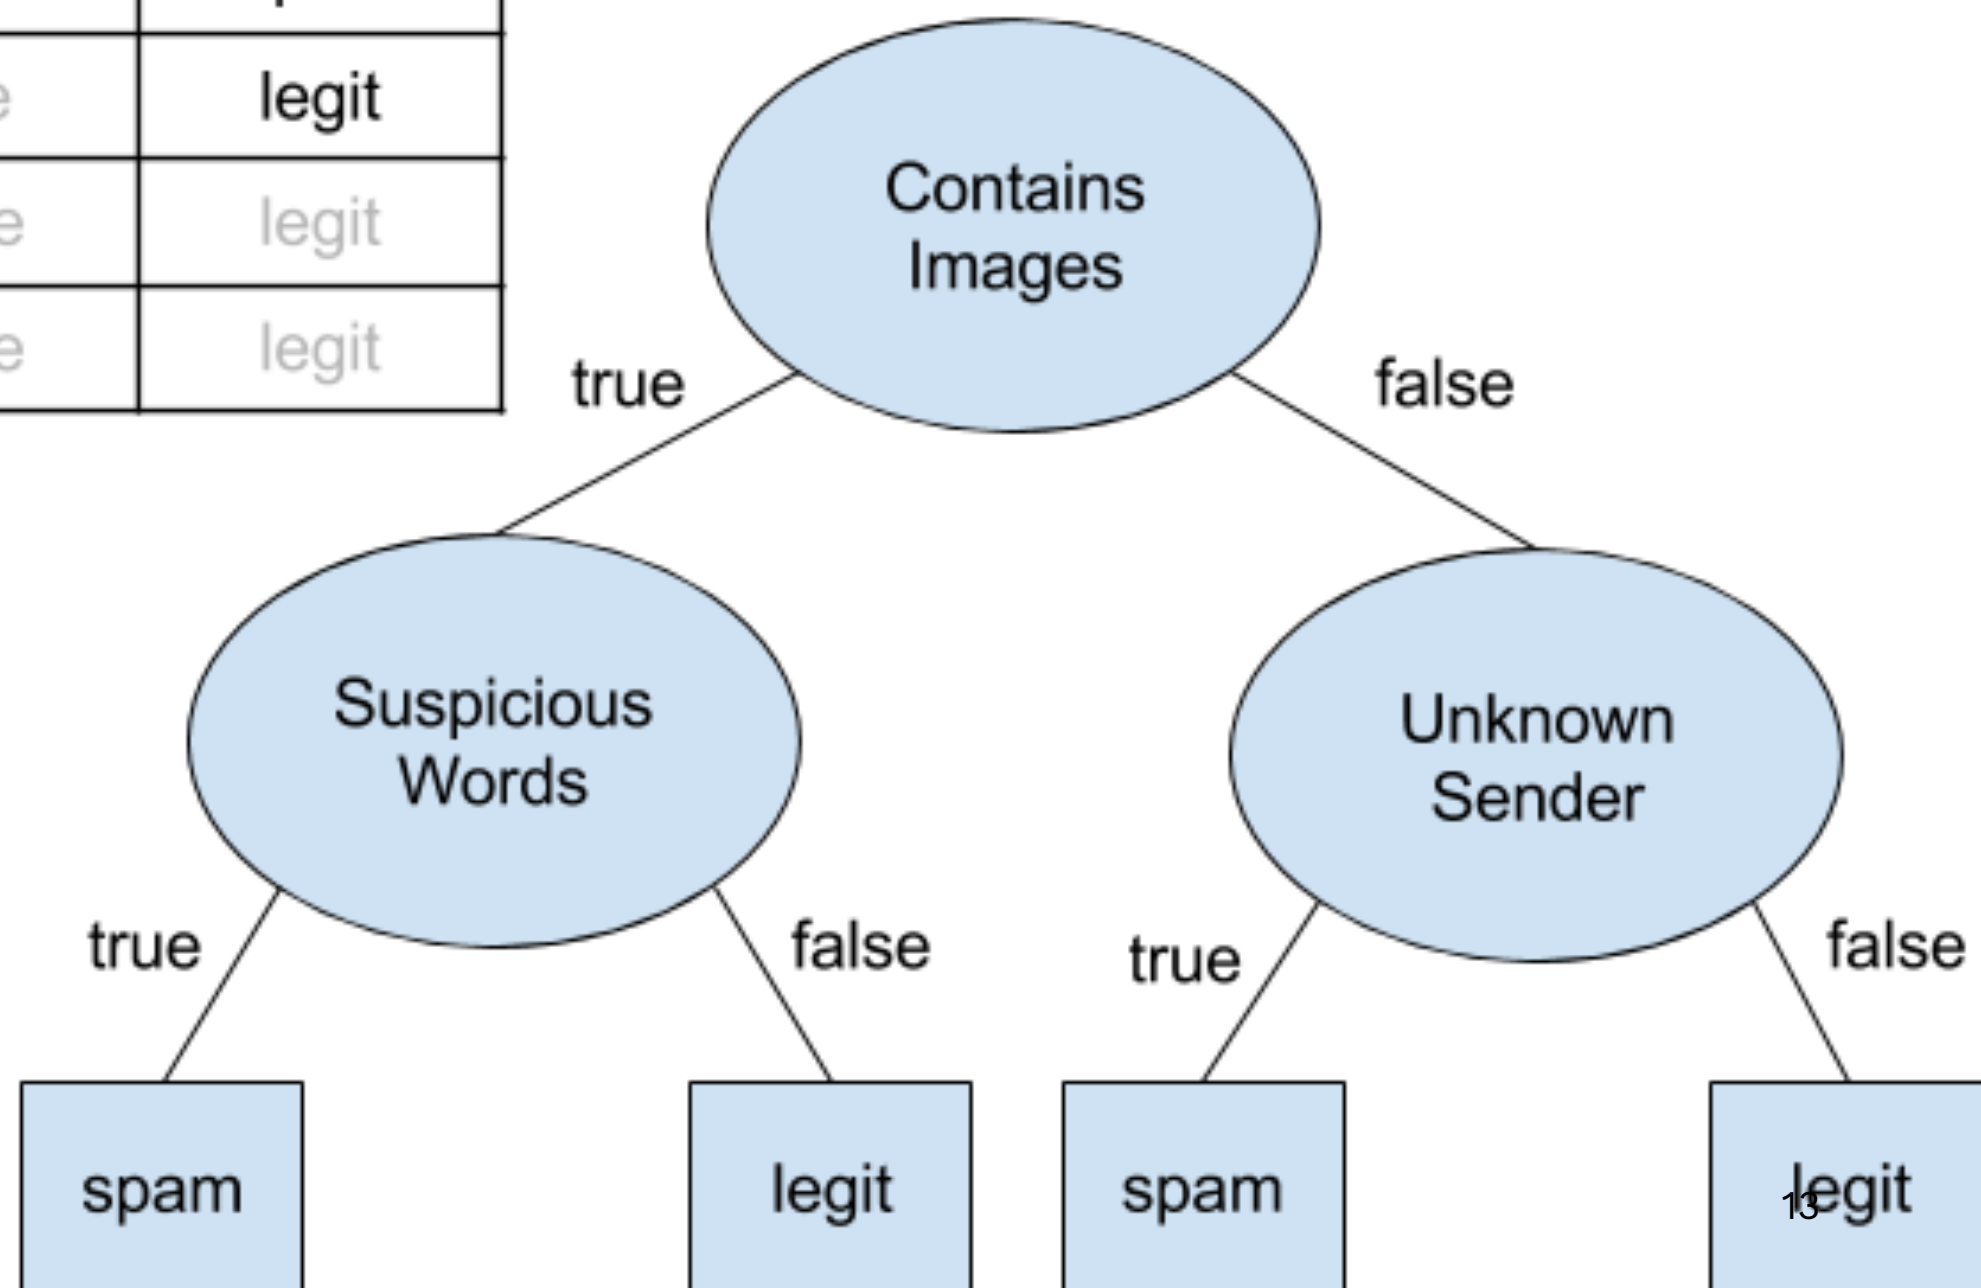 legit
legit
legit
Contains
Images
true
false
Suspicious
Words
Unknown
Sender
true
false
true
false
spam
legit
spam
legit
13